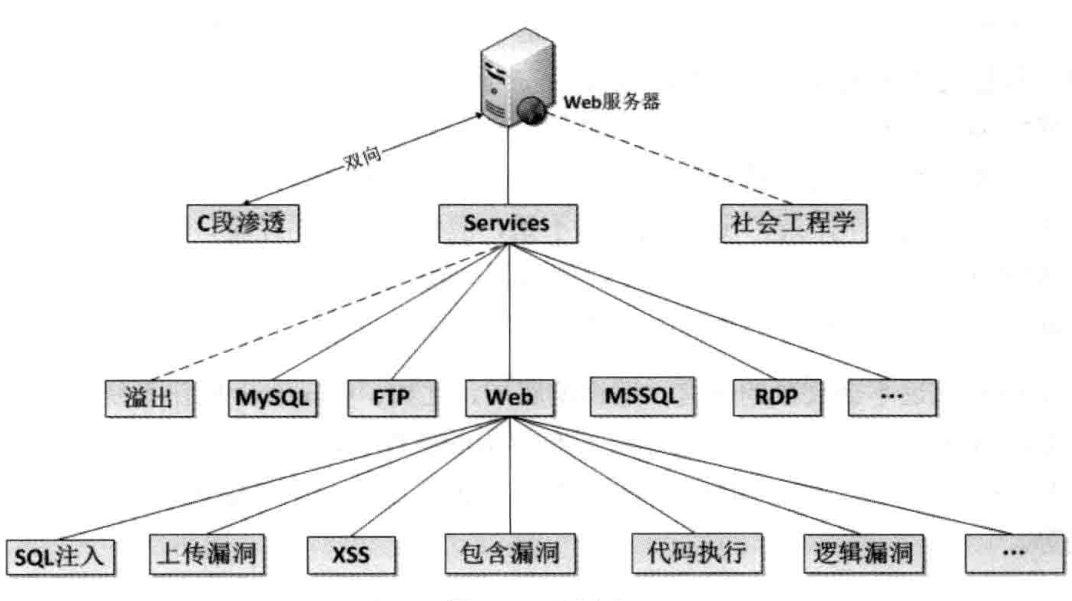 Web服务器
双向
C段渗透
Services
社会工程学
溢出
MySQL
FTP
Web
MSSQL
RDP
...
SQL注入
上传漏洞
XSS
包含漏洞
代码执行
逻辑漏洞
...